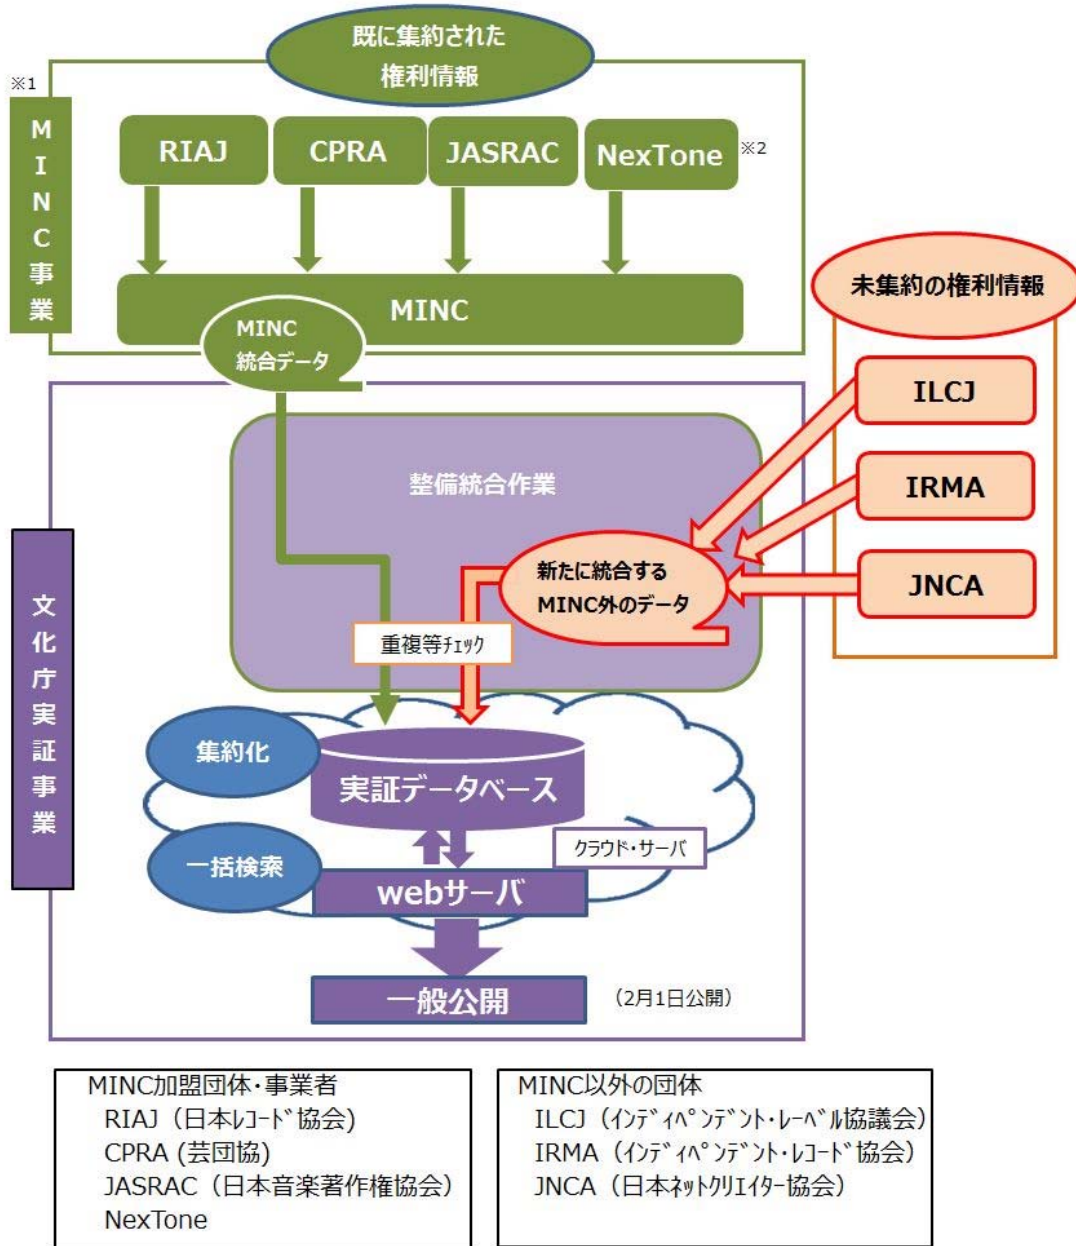 既に集約された
権利情報
※1
MINC事業
RIAJ
CPRA
JASRAC
NexTone
※2
MINC
MINC
統合データ
未集約の権利情報
ILCJ
IRMA
JNCA
文化庁実証事業
整備統合作業
新たに統合する
MINC外のデータ
重複等ﾁｪｯｸ
集約化
実証データベース
一括検索
ｸﾗｳﾄﾞ・ｻｰﾊﾞ
webサーバ
一般公開
（2月1日公開）
MINC加盟団体・事業者
RIAJ（日本ﾚｺｰﾄﾞ協会）
CPRA (芸団協)
JASRAC（日本音楽著作権協会）
NexTone
MINC以外の団体
ILCJ（ｲﾝﾃﾞｨﾍﾟﾝﾃﾞﾝﾄ・ﾚｰﾍﾞﾙ協議会）
IRMA（ｲﾝﾃﾞｨﾍﾟﾝﾃﾞﾝﾄ・ﾚｺｰﾄﾞ協会）
JNCA（日本ﾈｯﾄｸﾘｴｲﾀｰ協会）